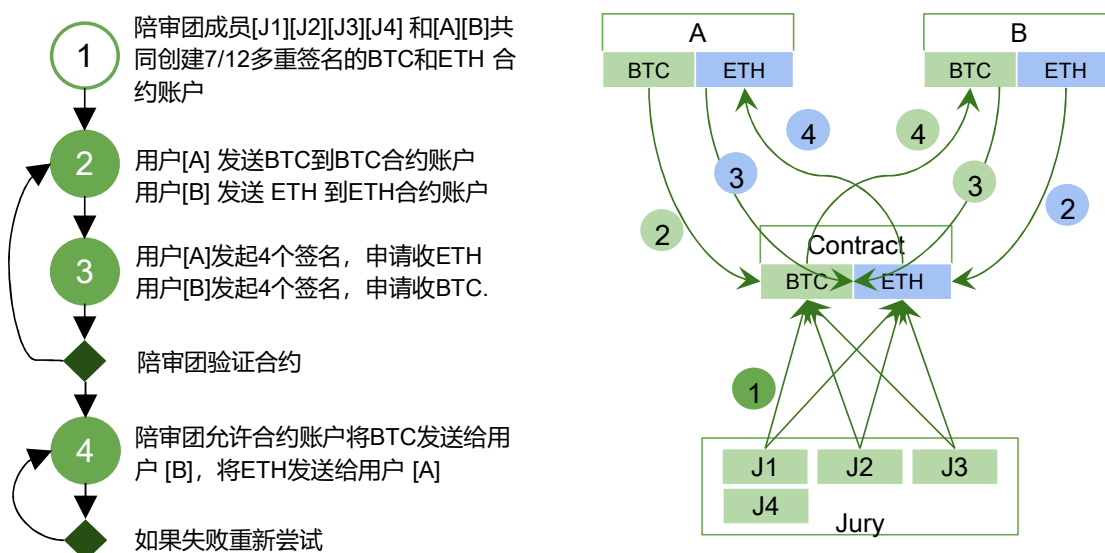 1
陪审团成员[J1][J2][J3][J4] 和[A][B]共
同创建7/12多重签名的BTC和ETH 合
约账户
2
用户[A] 发送BTC到BTC合约账户
用户[B] 发送 ETH 到ETH合约账户
3
用户[A]发起4个签名，申请收ETH
用户[B]发起4个签名，申请收BTC.
陪审团验证合约
4
陪审团允许合约账户将BTC发送给用
户 [B]，将ETH发送给用户 [A]
如果失败重新尝试
A
B
BTC
ETH
BTC
ETH
4
4
3
3
2
2
Contract
BTC
ETH
1
J1
J2
J3
J4
Jury